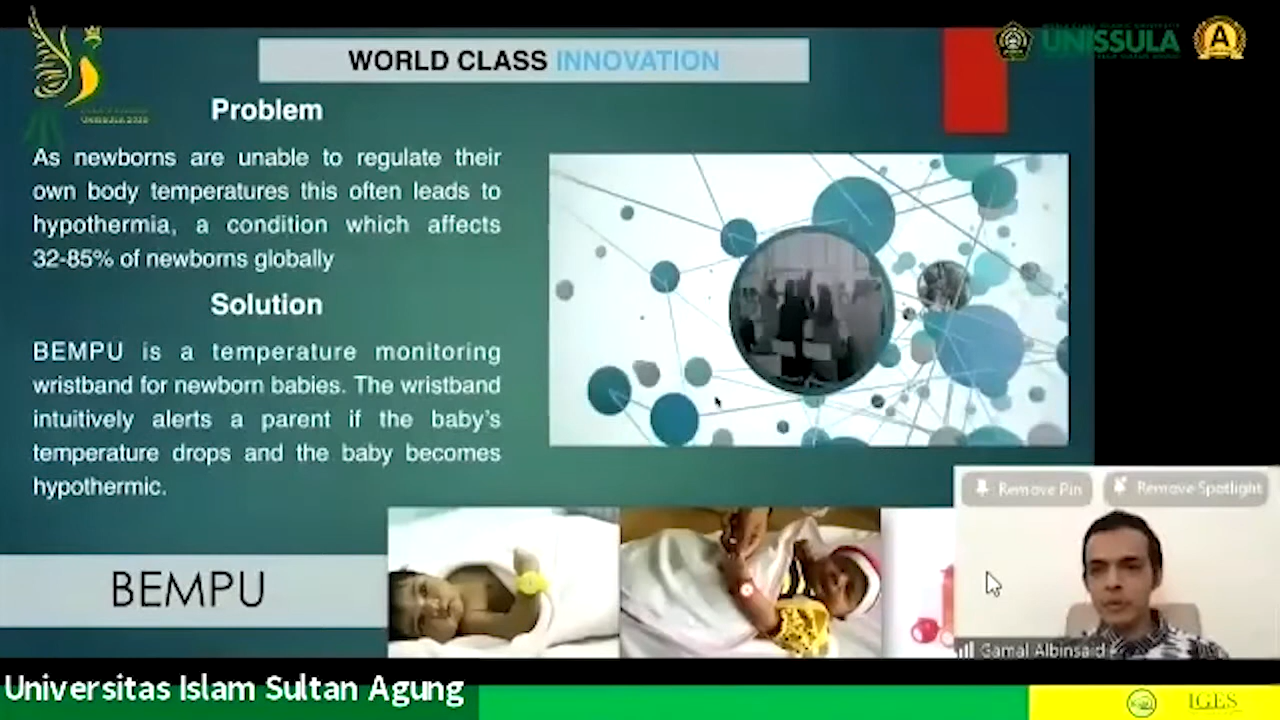 WORLD CLASS INNOVATION
UNISSULA
A
UNISSULA 2020
Problem
As newborns are unable to regulate their
own body temperatures this often leads to
hypothermia, a condition which affects
32-85% of newborns globally
Solution
BEMPU is a temperature monitoring
wristband for newborn babies. The wristband
intuitively alerts a parent if the baby's
temperature drops and the baby becomes
hypothermic.
BEMPU
Remove Pin
Remove Spotlight
Gamal Albinsaid
Universitas Islam Sultan Agung
IGES